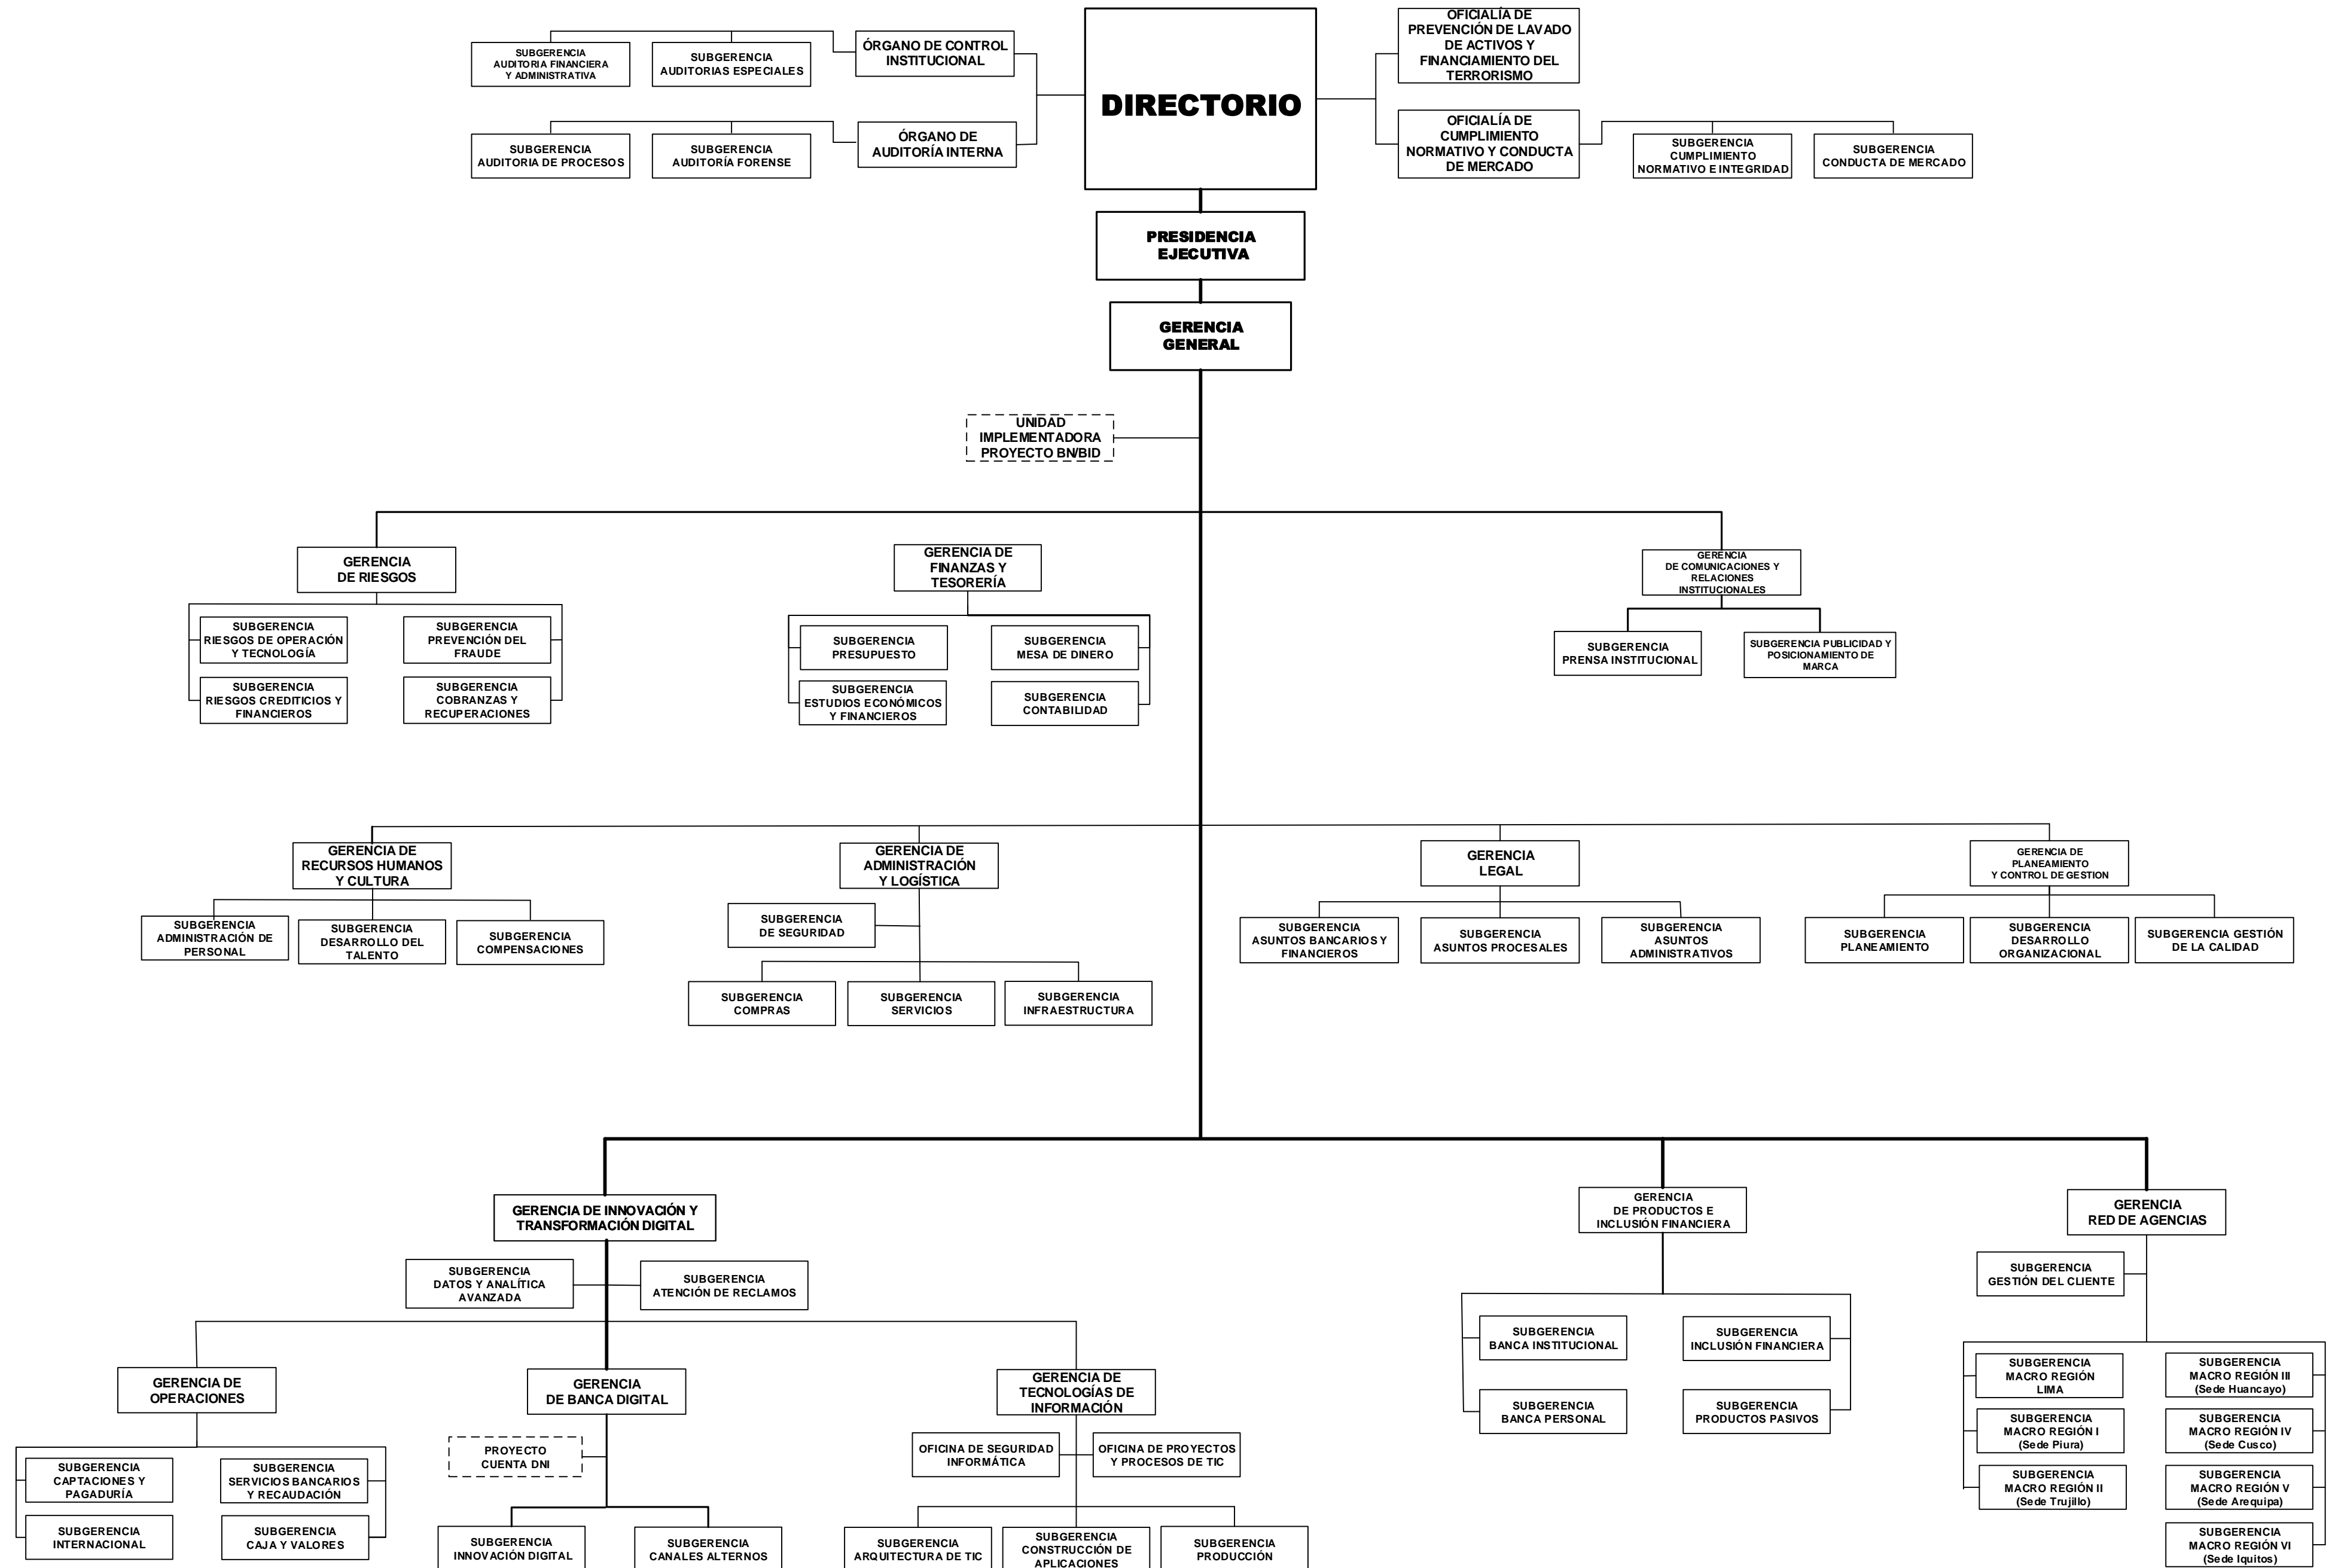 DIRECTORIO
ÓRGANO DE CONTROL
INSTITUCIONAL
SUBGERENCIA
AUDITORIA FINANCIERA
Y ADMINISTRATIVA
SUBGERENCIA
AUDITORIAS ESPECIALES
ÓRGANO DE
AUDITORÍA INTERNA
SUBGERENCIA
AUDITORIA DE PROCESOS
SUBGERENCIA
AUDITORÍA FORENSE
OFICIALÍA DE
PREVENCIÓN DE LAVADO
DE ACTIVOS Y
FINANCIAMIENTO DEL
TERRORISMO
OFICIALÍA DE
CUMPLIMIENTO
NORMATIVO Y CONDUCTA
DE MERCADO
SUBGERENCIA
CUMPLIMIENTO
NORMATIVO E INTEGRIDAD
SUBGERENCIA
CONDUCTA DE MERCADO
PRESIDENCIA
EJECUTIVA
GERENCIA
GENERAL
UNIDAD
IMPLEMENTADORA
PROYECTO BN/BID
GERENCIA
DE RIESGOS
SUBGERENCIA
RIESGOS DE OPERACIÓN
Y TECNOLOGÍA
SUBGERENCIA
PREVENCIÓN DEL
FRAUDE
SUBGERENCIA
RIESGOS CREDITICIOS Y
FINANCIEROS
SUBGERENCIA
COBRANZAS Y
RECUPERACIONES
GERENCIA DE
FINANZAS Y
TESORERÍA
SUBGERENCIA
PRESUPUESTO
SUBGERENCIA
MESA DE DINERO
SUBGERENCIA
ESTUDIOS ECONÓMICOS
Y FINANCIEROS
SUBGERENCIA
CONTABILIDAD
GERENCIA
DE COMUNICACIONES Y
RELACIONES
INSTITUCIONALES
SUBGERENCIA
PRENSA INSTITUCIONAL
SUBGERENCIA PUBLICIDAD Y
POSICIONAMIENTO DE
MARCA
GERENCIA DE
RECURSOS HUMANOS
Y CULTURA
SUBGERENCIA
ADMINISTRACIÓN DE
PERSONAL
SUBGERENCIA
DESARROLLO DEL
TALENTO
SUBGERENCIA
COMPENSACIONES
GERENCIA DE
ADMINISTRACIÓN
Y LOGÍSTICA
SUBGERENCIA
DE SEGURIDAD
SUBGERENCIA
COMPRAS
SUBGERENCIA
SERVICIOS
SUBGERENCIA
INFRAESTRUCTURA
GERENCIA
LEGAL
SUBGERENCIA
ASUNTOS BANCARIOS Y
FINANCIEROS
SUBGERENCIA
ASUNTOS PROCESALES
SUBGERENCIA
ASUNTOS
ADMINISTRATIVOS
GERENCIA DE
PLANEAMIENTO
Y CONTROL DE GESTION
SUBGERENCIA
PLANEAMIENTO
SUBGERENCIA
DESARROLLO
ORGANIZACIONAL
SUBGERENCIA GESTIÓN
DE LA CALIDAD
GERENCIA DE INNOVACIÓN Y
TRANSFORMACIÓN DIGITAL
SUBGERENCIA
DATOS Y ANALÍTICA
AVANZADA
SUBGERENCIA
ATENCIÓN DE RECLAMOS
GERENCIA DE
OPERACIONES
SUBGERENCIA
CAPTACIONES Y
PAGADURÍA
SUBGERENCIA
SERVICIOS BANCARIOS
Y RECAUDACIÓN
SUBGERENCIA
INTERNACIONAL
SUBGERENCIA
CAJA Y VALORES
GERENCIA
DE BANCA DIGITAL
PROYECTO
CUENTA DNI
SUBGERENCIA
INNOVACIÓN DIGITAL
SUBGERENCIA
CANALES ALTERNOS
GERENCIA DE
TECNOLOGÍAS DE
INFORMACIÓN
OFICINA DE SEGURIDAD
INFORMÁTICA
OFICINA DE PROYECTOS
Y PROCESOS DE TIC
SUBGERENCIA
ARQUITECTURA DE TIC
SUBGERENCIA
CONSTRUCCIÓN DE
APLICACIONES
SUBGERENCIA
PRODUCCIÓN
GERENCIA
DE PRODUCTOS E
INCLUSIÓN FINANCIERA
SUBGERENCIA
BANCA INSTITUCIONAL
SUBGERENCIA
INCLUSIÓN FINANCIERA
SUBGERENCIA
BANCA PERSONAL
SUBGERENCIA
PRODUCTOS PASIVOS
GERENCIA
RED DE AGENCIAS
SUBGERENCIA
GESTIÓN DEL CLIENTE
SUBGERENCIA
MACRO REGIÓN
LIMA
SUBGERENCIA
MACRO REGIÓN I
(Sede Piura)
SUBGERENCIA
MACRO REGIÓN II
(Sede Trujillo)
SUBGERENCIA
MACRO REGIÓN III
(Sede Huancayo)
SUBGERENCIA
MACRO REGIÓN IV
(Sede Cusco)
SUBGERENCIA
MACRO REGIÓN V
(Sede Arequipa)
SUBGERENCIA
MACRO REGIÓN VI
(Sede Iquitos)